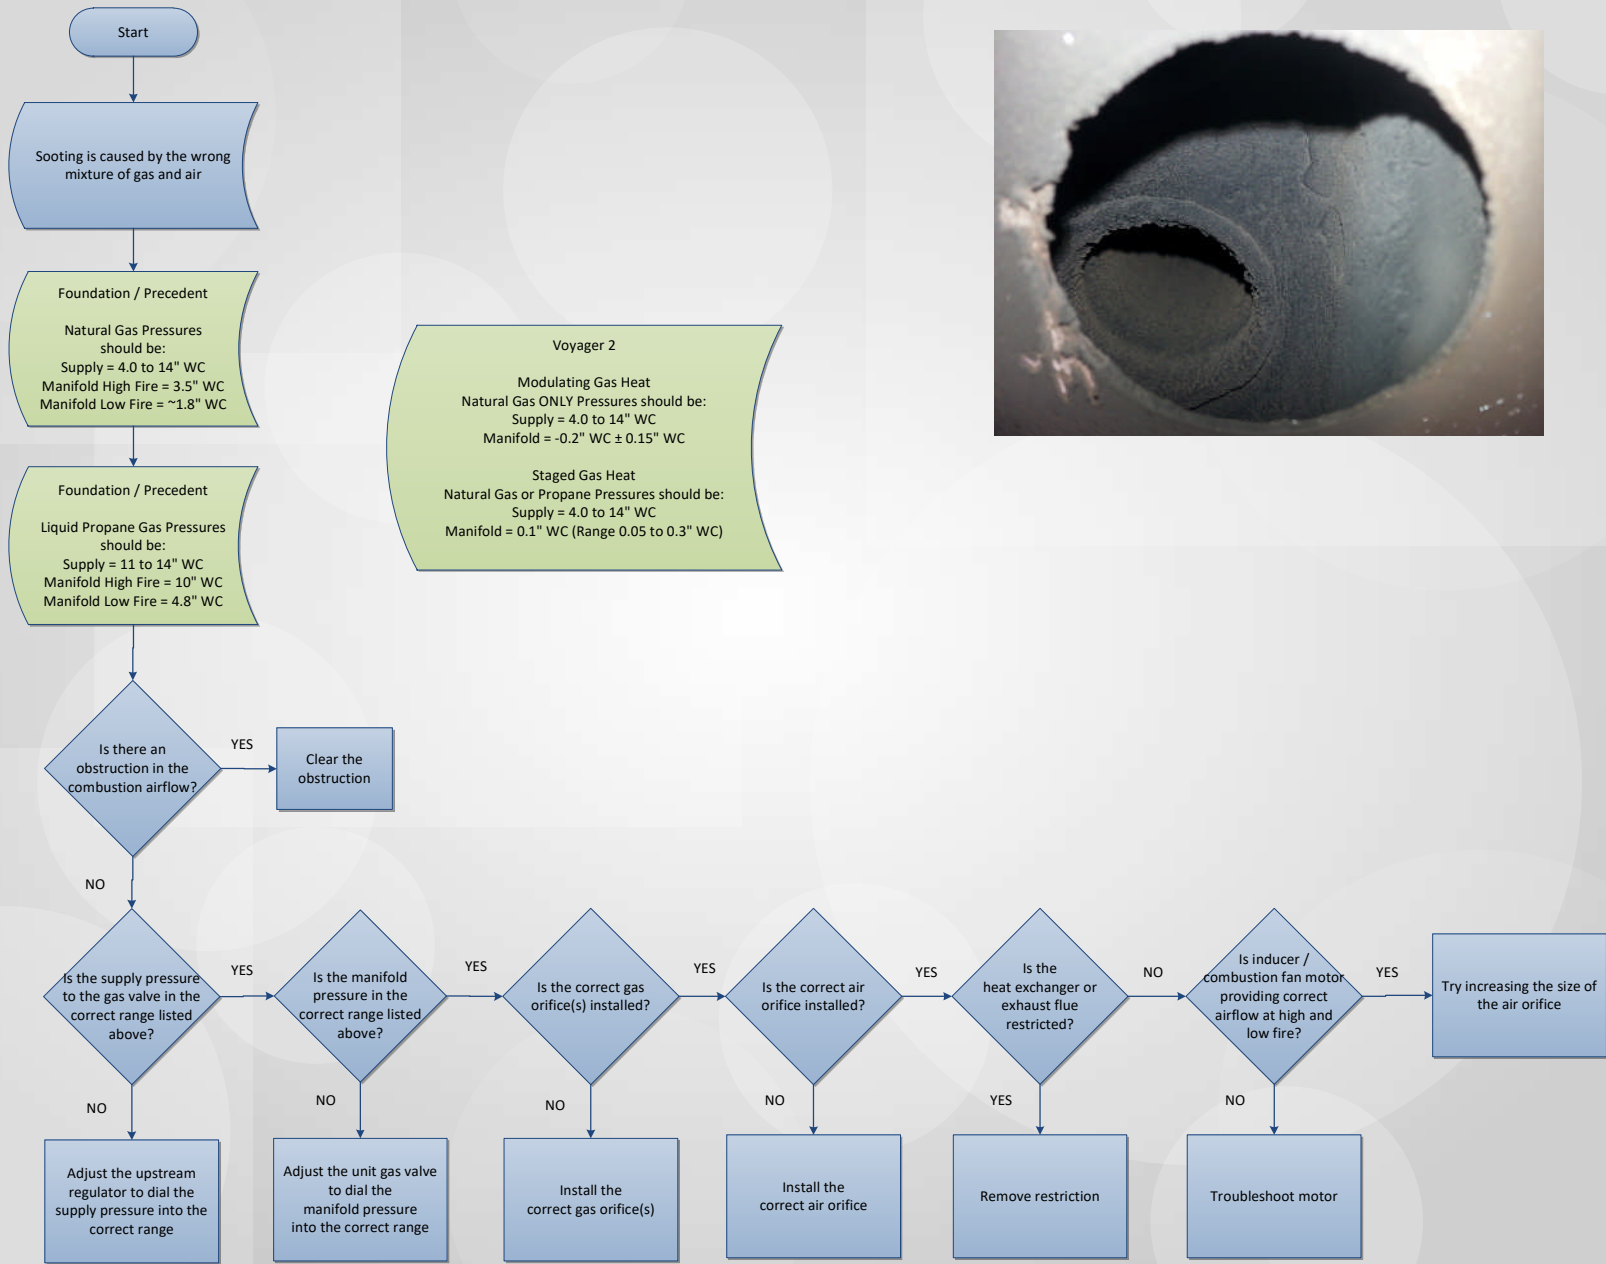 Start
Sooting is caused by the wrong
mixture of gas and air
Foundation / Precedent
Natural Gas Pressures
should be:
Supply = 4.0 to 14" WC
Manifold High Fire = 3.5" WC
Manifold Low Fire = ~1.8" WC
Foundation / Precedent
Liquid Propane Gas Pressures
should be:
Supply = 11 to 14" WC
Manifold High Fire = 10" WC
Manifold Low Fire = 4.8" WC
Voyager 2
Modulating Gas Heat
Natural Gas ONLY Pressures should be:
Supply = 4.0 to 14" WC
Manifold = -0.2" WC ± 0.15" WC
Staged Gas Heat
Natural Gas or Propane Pressures should be:
Supply = 4.0 to 14" WC
Manifold = 0.1" WC (Range 0.05 to 0.3" WC)
Is there an
obstruction in the
combustion airflow?
YES
Clear the
obstruction
NO
Is the supply pressure
to the gas valve in the
correct range listed
above?
YES
Is the manifold
pressure in the
correct range listed
above?
YES
Is the correct gas
orifice(s) installed?
YES
Is the correct air
orifice installed?
YES
Is the
heat exchanger or
exhaust flue
restricted?
NO
Is inducer /
combustion fan motor
providing correct
airflow at high and
low fire?
YES
Try increasing the size of
the air orifice
NO
NO
NO
NO
YES
NO
Adjust the upstream
regulator to dial the
supply pressure into the
correct range
Adjust the unit gas valve
to dial the
manifold pressure
into the correct range
Install the
correct gas orifice(s)
Install the
correct air orifice
Remove restriction
Troubleshoot motor